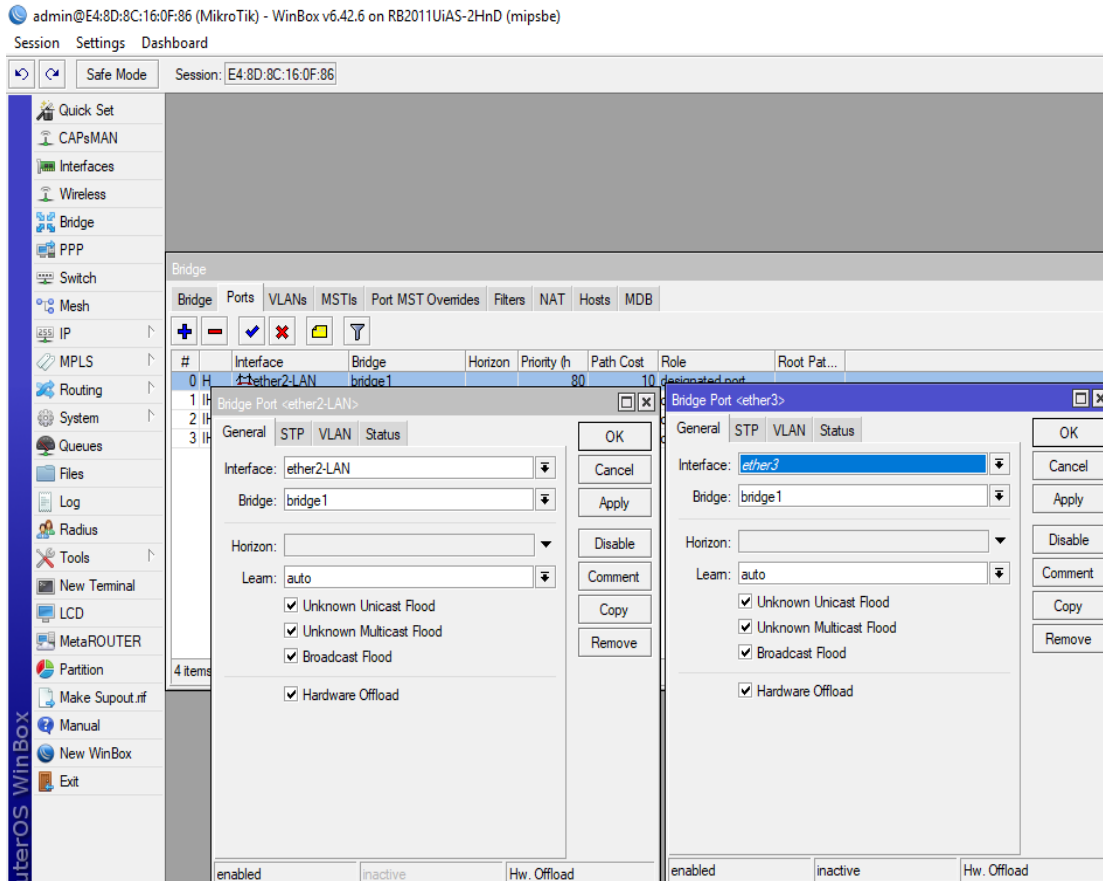 admin@E4:8D:8C:16:0F:86 (MikroTik) - WinBox v6.42.6 on RB2011UiAS-2HnD (mipsbe)
Session Settings Dashboard
Safe Mode Session: E4:8D:8C:16:0F:86
Quick Set
CAPsMAN
Interfaces
Wireless
Bridge
PPP
Switch
Mesh
IP
MPLS
Routing
System
Queues
Files
Log
Radius
Tools
New Terminal
LCD
MetaROUTER
Partition
Make Supout.rif
Manual
New WinBox
Exit
uterOS WinBox
Bridge
Bridge Ports VLANs MSTIs Port MST Overrides Filters NAT Hosts MDB
# Interface Bridge Horizon Priority (h Path Cost Role Root Pat...
0 H ether2-LAN bridge1 80 10 designated port
1 IH
2 IH
3 IH
4 items
Bridge Port <ether2-LAN>
General STP VLAN Status
Interface: ether2-LAN
Bridge: bridge1
Horizon:
Learn: auto
Unknown Unicast Flood
Unknown Multicast Flood
Broadcast Flood
Hardware Offload
OK
Cancel
Apply
Disable
Comment
Copy
Remove
enabled inactive Hw. Offload
Bridge Port <ether3>
General STP VLAN Status
Interface: ether3
Bridge: bridge1
Horizon:
Learn: auto
Unknown Unicast Flood
Unknown Multicast Flood
Broadcast Flood
Hardware Offload
OK
Cancel
Apply
Disable
Comment
Copy
Remove
enabled inactive Hw. Offload